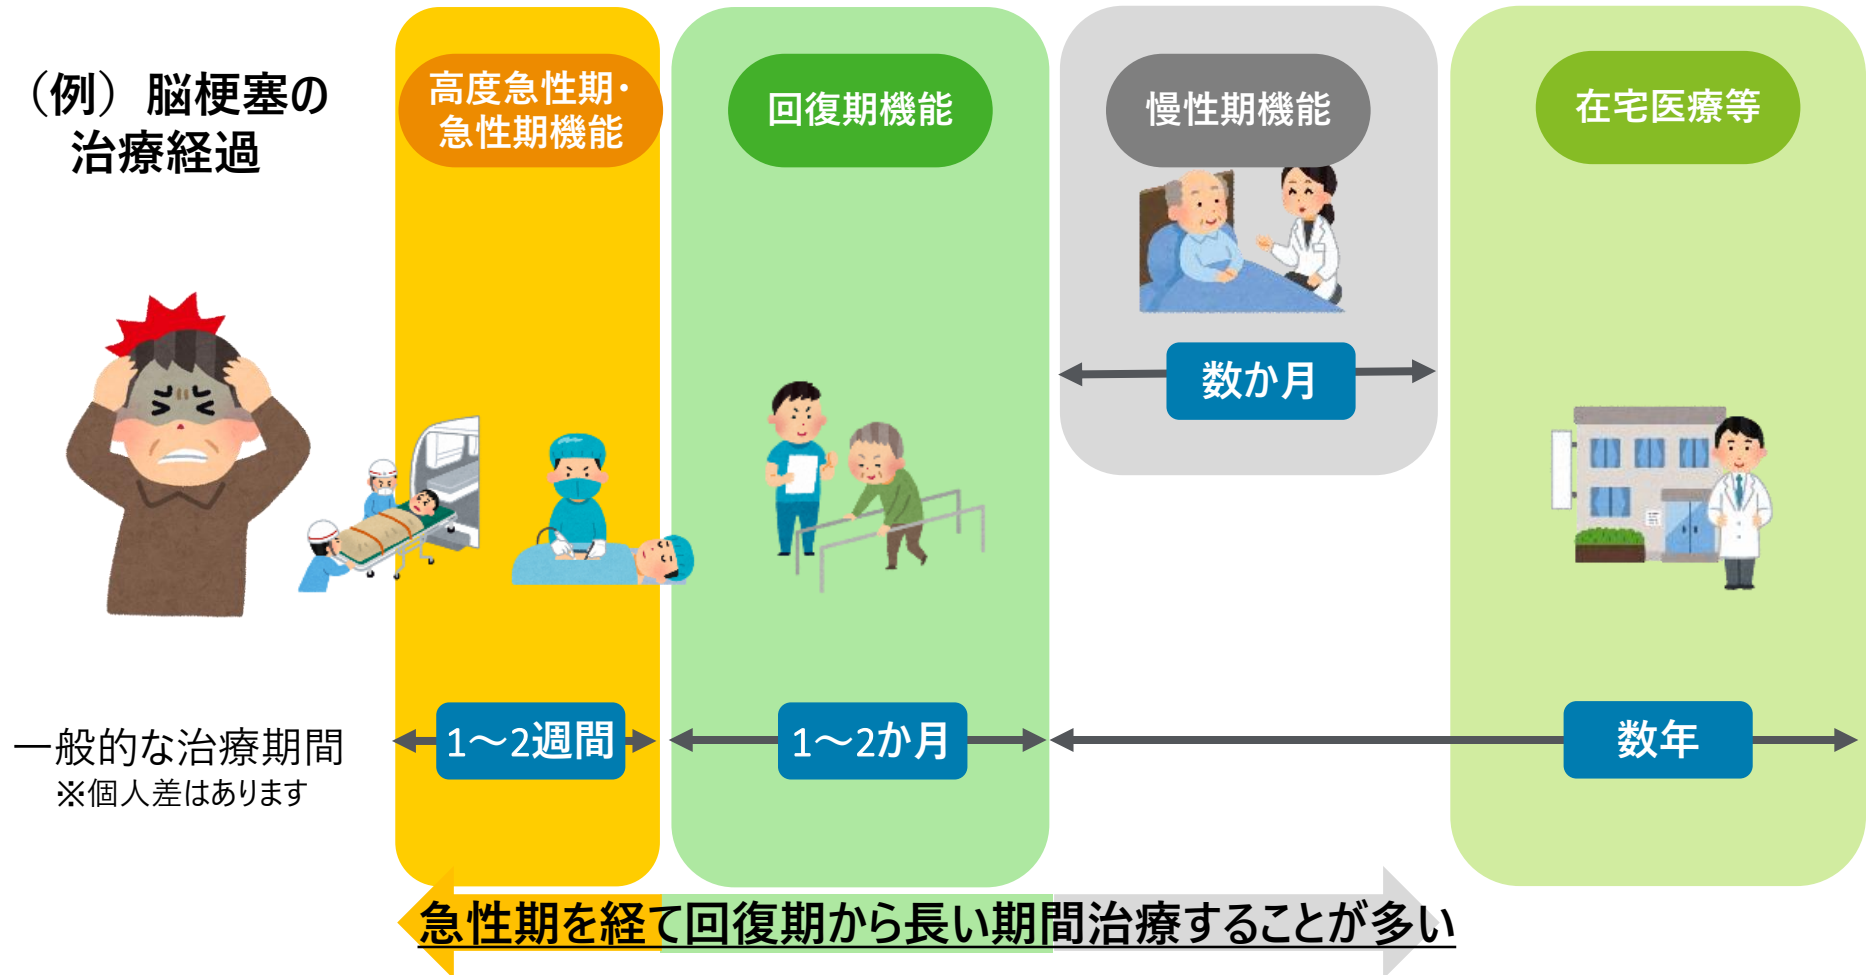 （例）脳梗塞の
治療経過
高度急性期・
急性期機能
回復期機能
慢性期機能
在宅医療等
数か月
一般的な治療期間
※個人差はあります
1～2週間
1～2か月
数年
急性期を経て回復期から長い期間治療することが多い